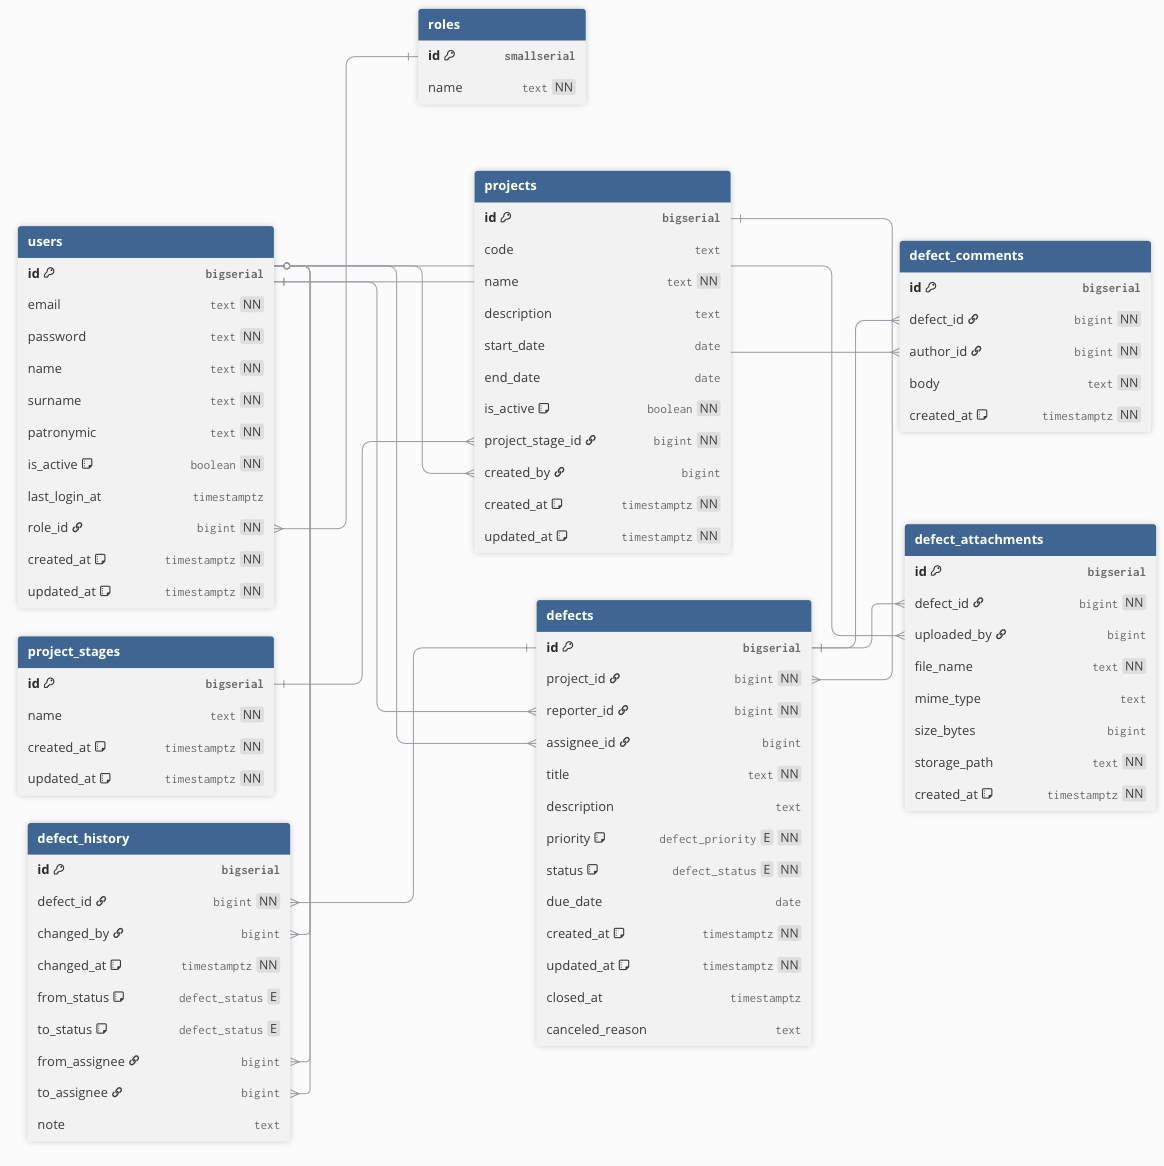 roles
id smallserial
name text NN
projects
id bigserial
code text
name text NN
description text
start_date date
end_date date
is_active boolean NN
project_stage_id bigint NN
created_by bigint
created_at timestamptz NN
updated_at timestamptz NN
users
id bigserial
email text NN
password text NN
name text NN
surname text NN
patronymic text NN
is_active boolean NN
last_login_at timestamptz
role_id bigint NN
created_at timestamptz NN
updated_at timestamptz NN
defect_comments
id bigserial
defect_id bigint NN
author_id bigint NN
body text NN
created_at timestamptz NN
defect_attachments
id bigserial
defect_id bigint NN
uploaded_by bigint
file_name text NN
mime_type text
size_bytes bigint
storage_path text NN
created_at timestamptz NN
defects
id bigserial
project_id bigint NN
reporter_id bigint NN
assignee_id bigint
title text NN
description text
priority defect_priority E NN
status defect_status E NN
due_date date
created_at timestamptz NN
updated_at timestamptz NN
closed_at timestamptz
canceled_reason text
project_stages
id bigserial
name text NN
created_at timestamptz NN
updated_at timestamptz NN
defect_history
id bigserial
defect_id bigint NN
changed_by bigint
changed_at timestamptz NN
from_status defect_status E
to_status defect_status E
from_assignee bigint
to_assignee bigint
note text